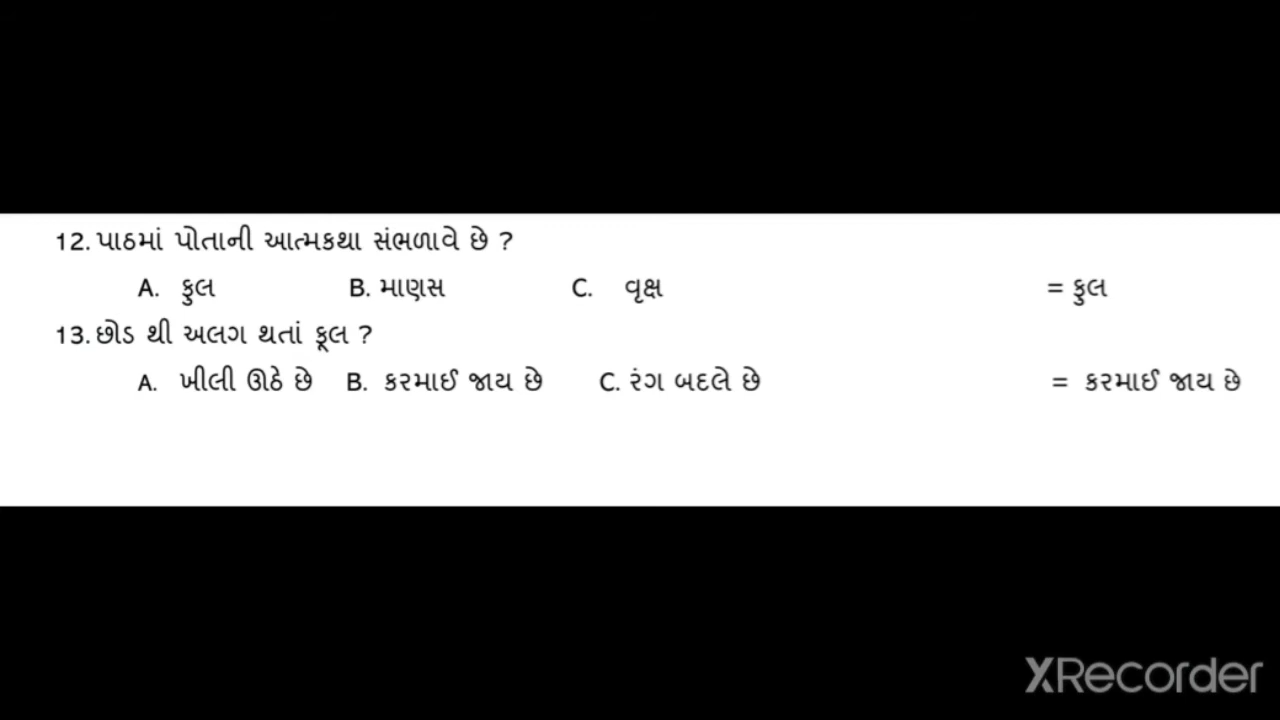 12. પાઠમાં પોતાની આત્મકથા સંભળાવે છે ?
A. ફુલ B. માણસ C. વૃક્ષ = ફુલ
13. છોડ થી અલગ થતાં ફૂલ ?
A. ખીલી ઊઠે છે B. કરમાઈ જાય છે C. રંગ બદલે છે = કરમાઈ જાય છે
XRecorder